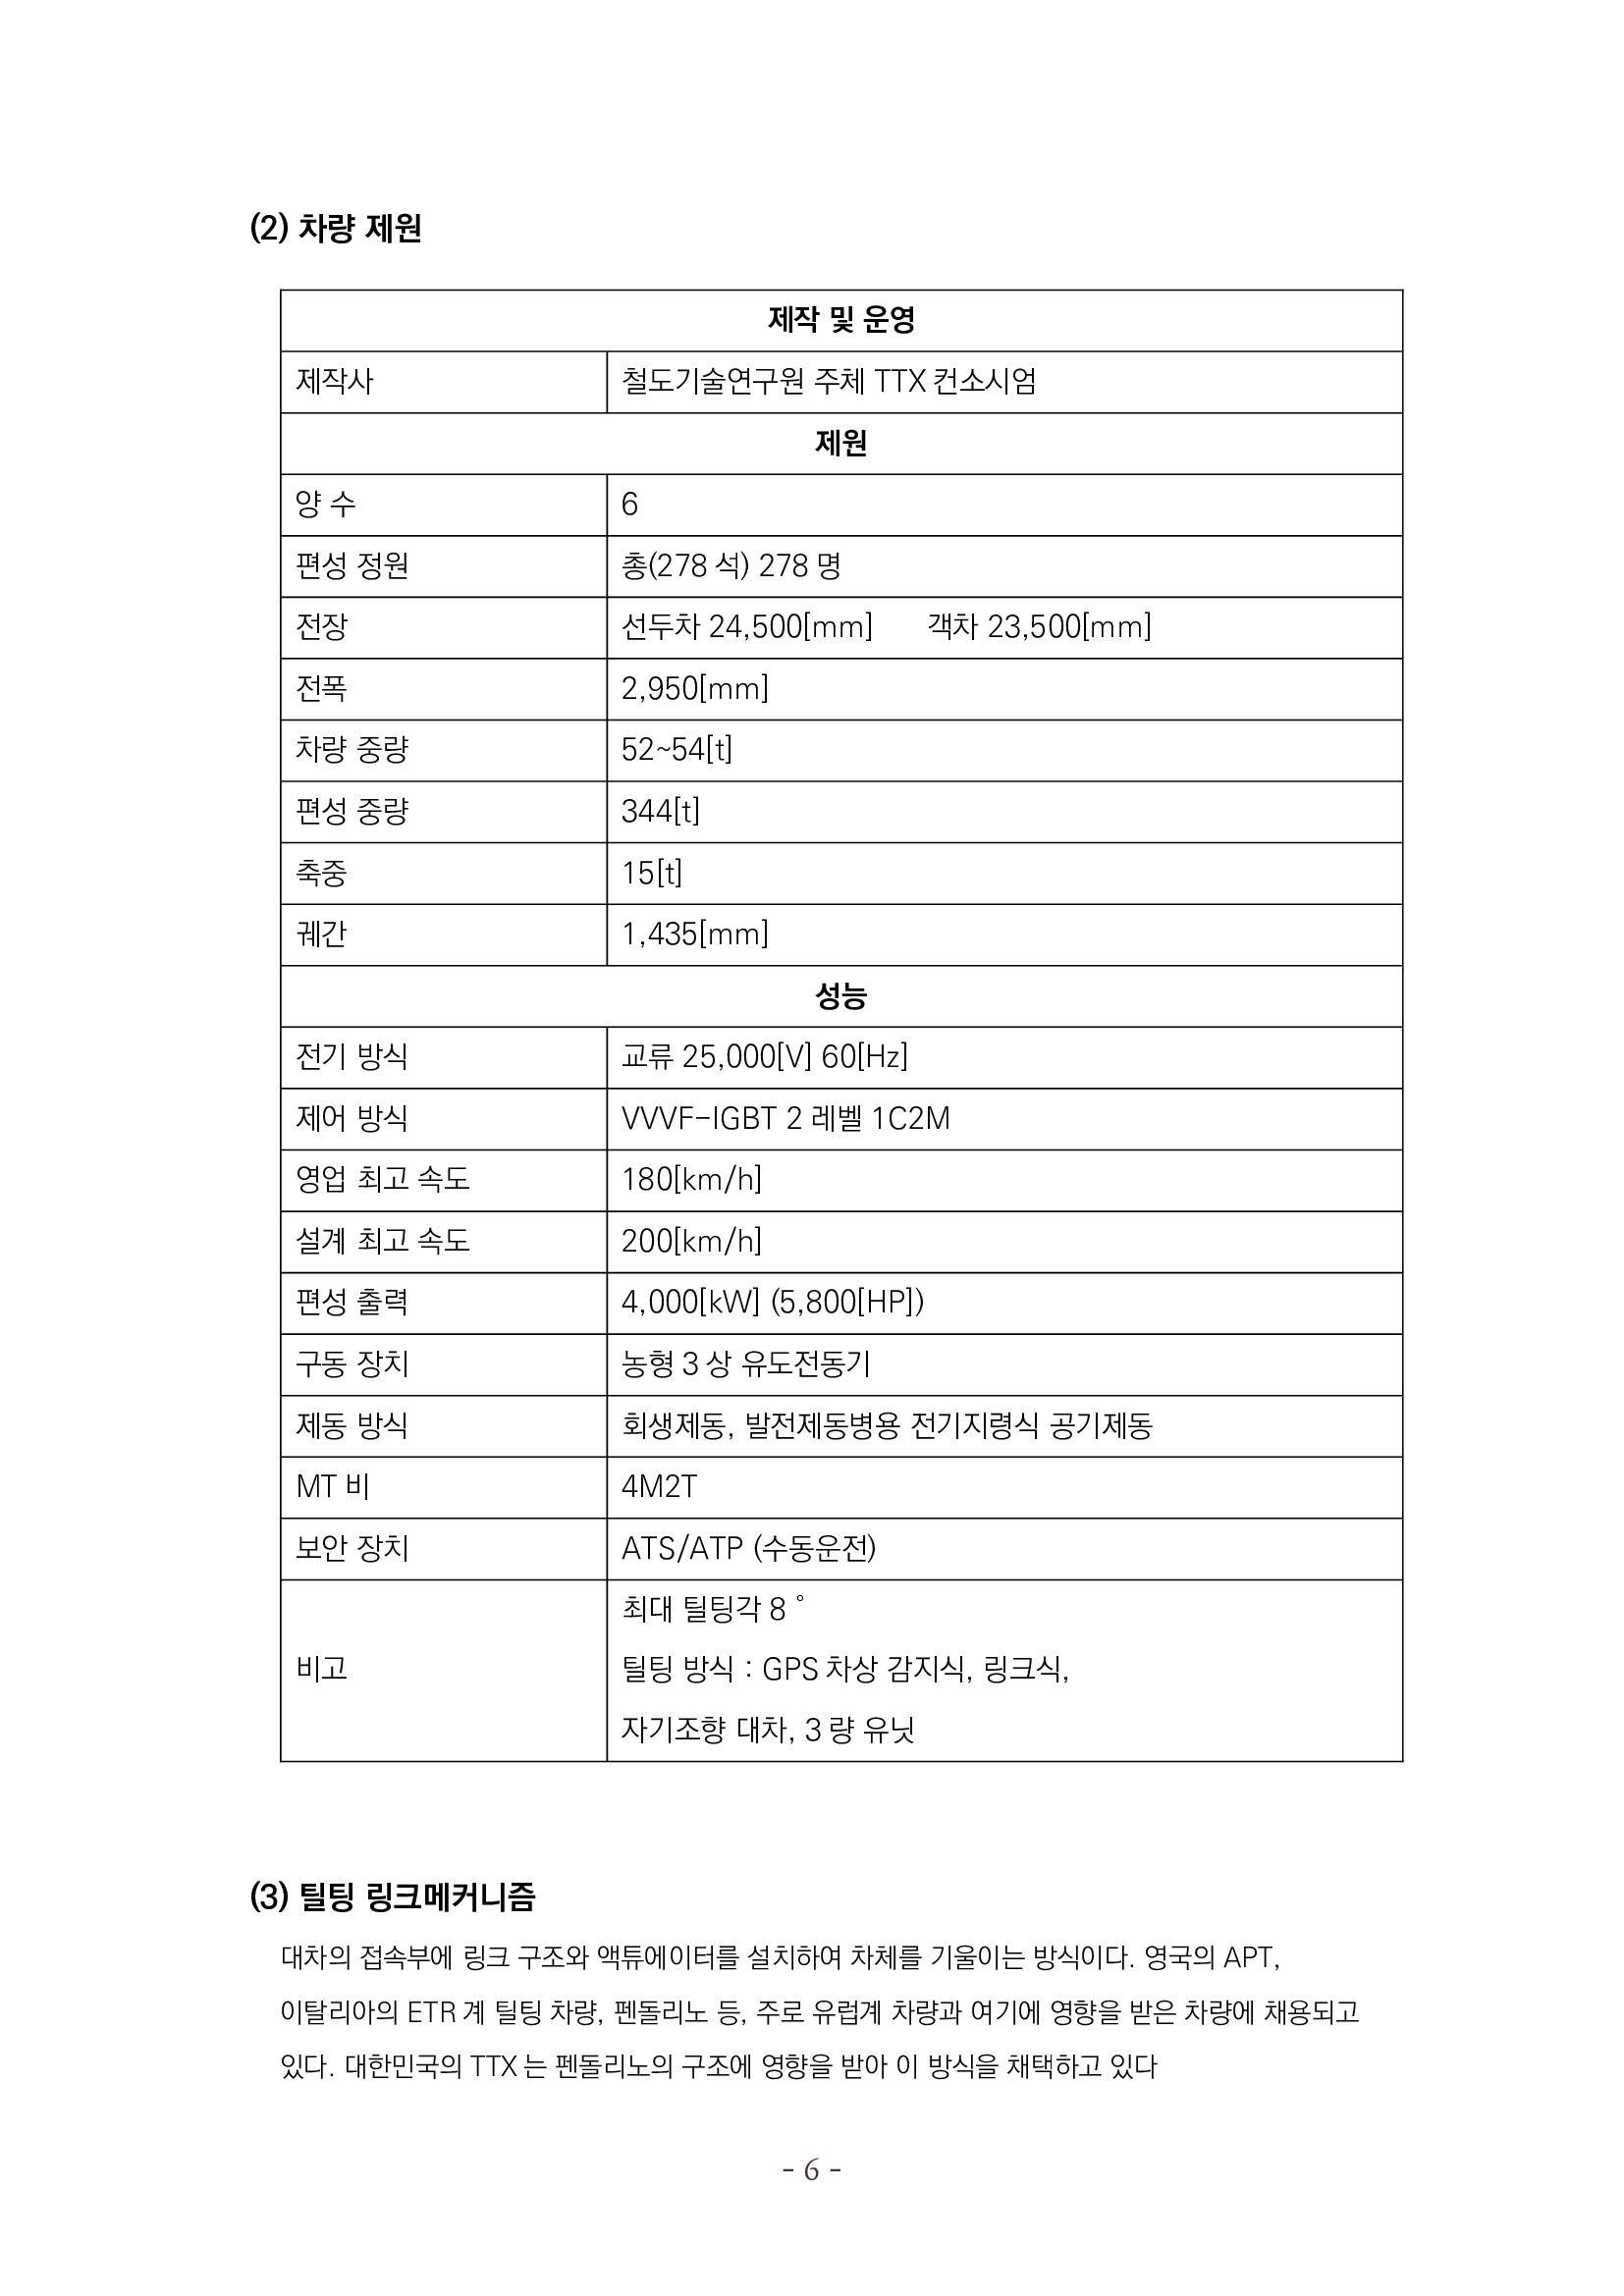 (2) 차량 제원
제작 및 운영
제작사 철도기술연구원 주체 TTX 컨소시엄
제원
양 수 6
편성 정원 총(278 석) 278 명
전장 선두차 24,500[mm] 객차 23,500[mm]
전폭 2,950[mm]
차량 중량 52~54[t]
편성 중량 344[t]
축중 15[t]
궤간 1,435[mm]
성능
전기 방식 교류 25,000[V] 60[Hz]
제어 방식 VVVF-IGBT 2 레벨 1C2M
영업 최고 속도 180[km/h]
설계 최고 속도 200[km/h]
편성 출력 4,000[kW] (5,800[HP])
구동 장치 농형 3 상 유도전동기
제동 방식 회생제동, 발전제동병용 전기지령식 공기제동
MT 비 4M2T
보안 장치 ATS/ATP (수동운전)
최대 틸팅각 8 ˚
비고 틸팅 방식 : GPS 차상 감지식, 링크식,
자기조향 대차, 3 량 유닛
(3) 틸팅 링크메커니즘
대차의 접속부에 링크 구조와 액튜에이터를 설치하여 차체를 기울이는 방식이다. 영국의 APT,
이탈리아의 ETR 계 틸팅 차량, 펜돌리노 등, 주로 유럽계 차량과 여기에 영향을 받은 차량에 채용되고
있다. 대한민국의 TTX 는 펜돌리노의 구조에 영향을 받아 이 방식을 채택하고 있다
- 6 -